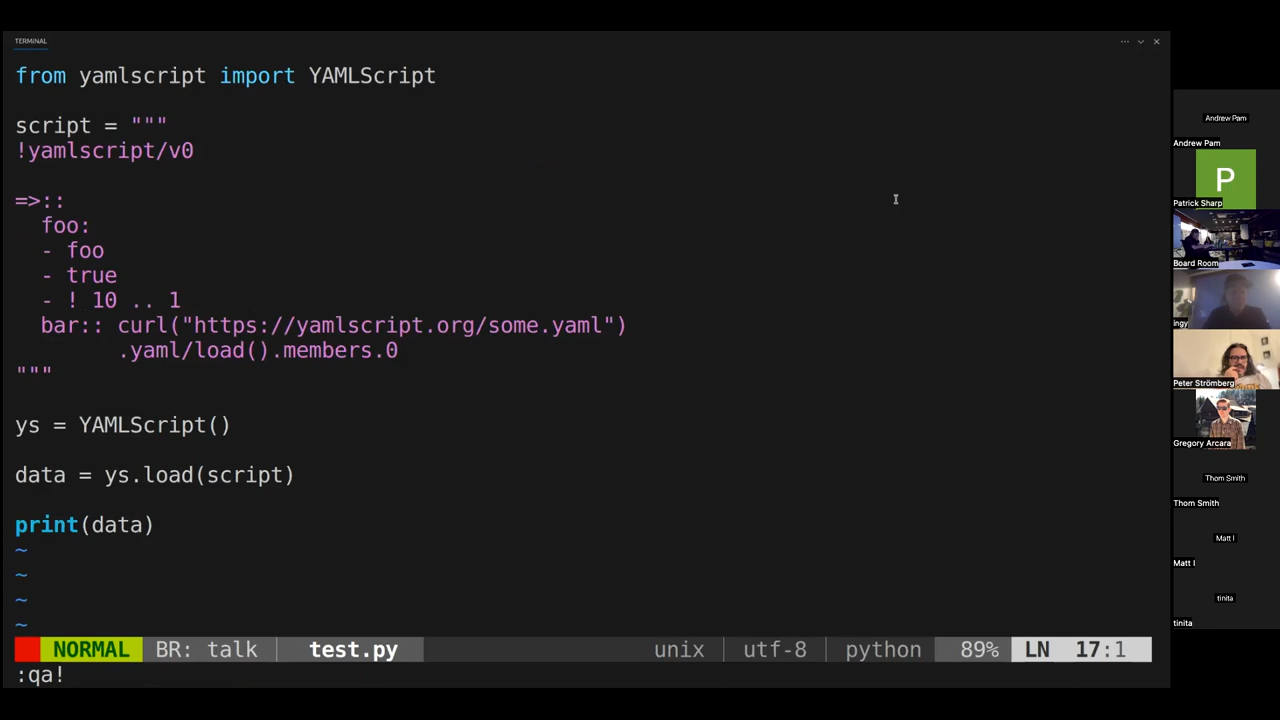 TERMINAL
from yamlscript import YAMLScript
script = """
!yamlscript/v0
=>::
  foo:
  - foo
  - true
  - ! 10 .. 1
  bar:: curl("https://yamlscript.org/some.yaml")
        .yaml/load().members.0
"""
ys = YAMLScript()
data = ys.load(script)
print(data)
~
~
~
~
NORMAL BR: talk test.py unix utf-8 python 89% LN 17:1
:qa!
Andrew Pam
Andrew Pam
P
Patrick Sharp
Board Room
ingy
Peter Strömberg
Gregory Arcara
Thom Smith
Thom Smith
Matt I
Matt I
tinita
tinita